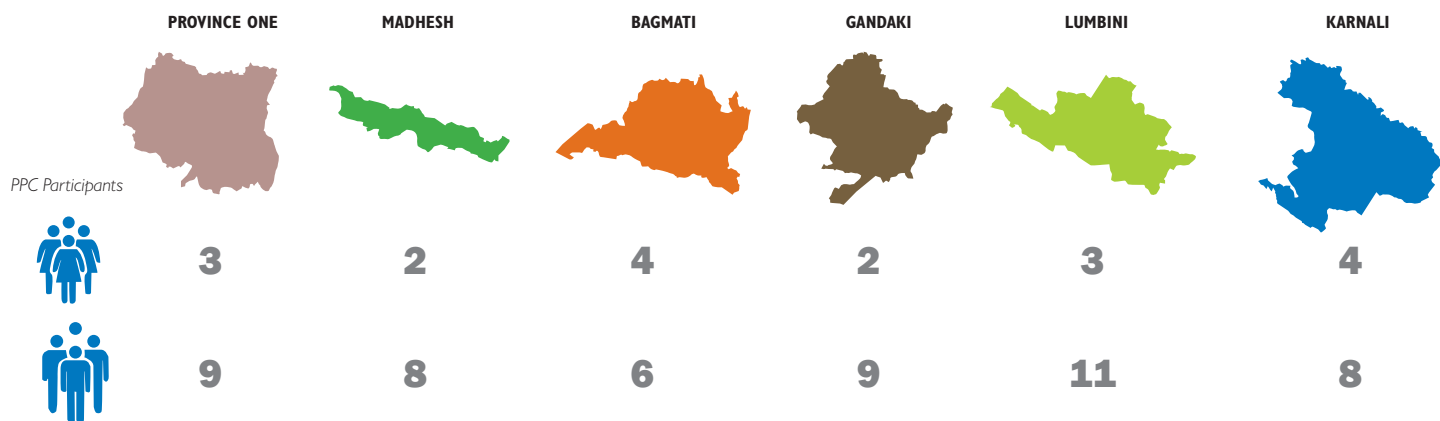 PROVINCE ONE MADHESH BAGMATI GANDAKI LUMBINI KARNALI
PPC Participants
3 2 4 2 3 4
9 8 6 9 11 8